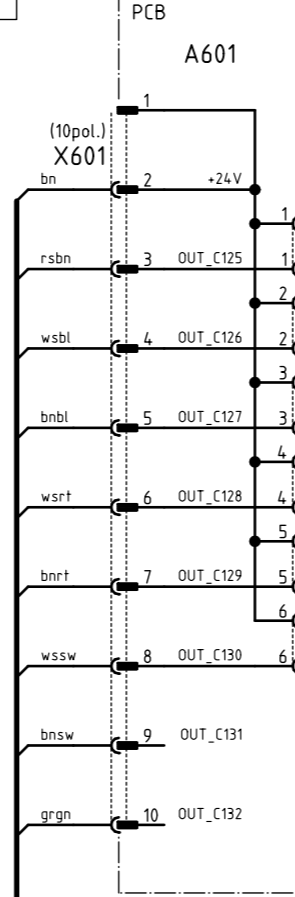 PCB
A601
(10pol.)
X601
1
bn 2 +24V
1
rsbn 3 OUT_C125 1
2
wsbl 4 OUT_C126 2
3
bnbl 5 OUT_C127 3
4
wsrt 6 OUT_C128 4
5
bnrt 7 OUT_C129 5
6
wssw 8 OUT_C130 6
bnsw 9 OUT_C131
grgn 10 OUT_C132